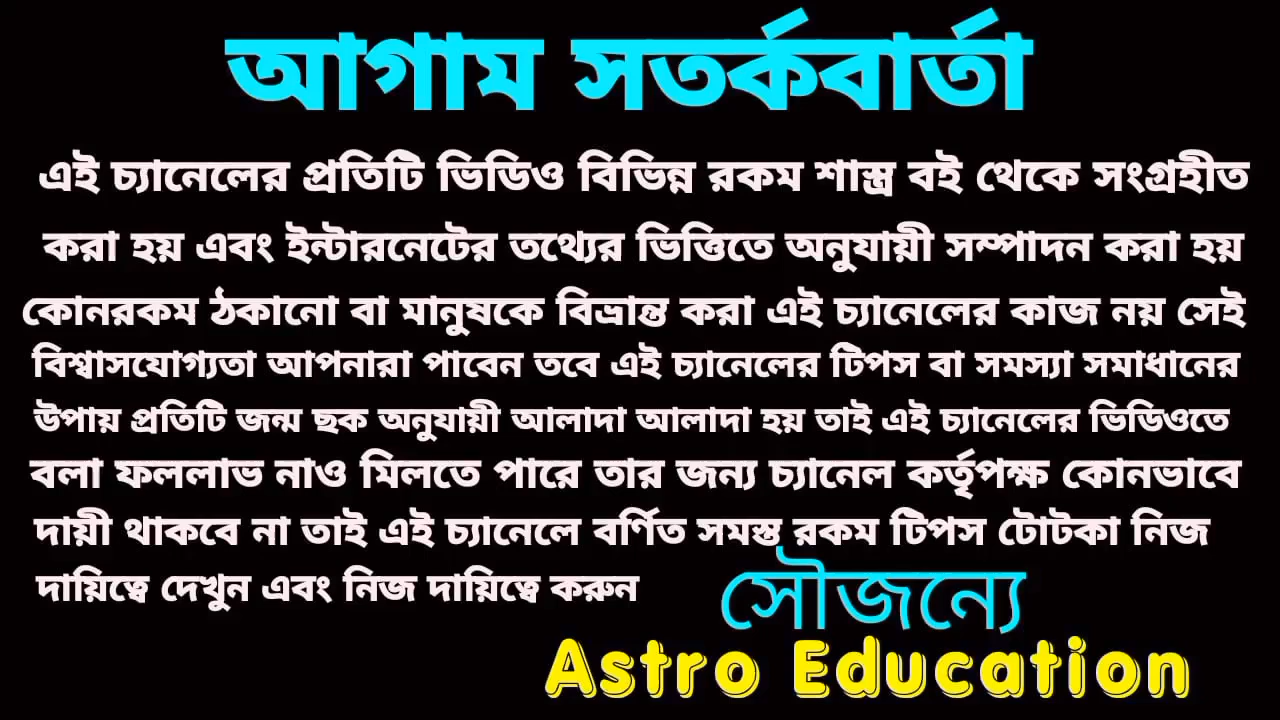 আগাম সতর্কবার্তা
এই চ্যানেলের প্রতিটি ভিডিও বিভিন্ন রকম শাস্ত্র বই থেকে সংগ্রহীত
করা হয় এবং ইন্টারনেটের তথ্যের ভিত্তিতে অনুযায়ী সম্পাদন করা হয়
কোনরকম ঠকানো বা মানুষকে বিভ্রান্ত করা এই চ্যানেলের কাজ নয় সেই
বিশ্বাসযোগ্যতা আপনারা পাবেন তবে এই চ্যানেলের টিপস বা সমস্যা সমাধানের
উপায় প্রতিটি জন্ম ছক অনুযায়ী আলাদা আলাদা হয় তাই এই চ্যানেলের ভিডিওতে
বলা ফললাভ নাও মিলতে পারে তার জন্য চ্যানেল কর্তৃপক্ষ কোনভাবে
দায়ী থাকবে না তাই এই চ্যানেলে বর্ণিত সমস্ত রকম টিপস টোটকা নিজ
দায়িত্বে দেখুন এবং নিজ দায়িত্বে করুন
সৌজন্যে
Astro Education